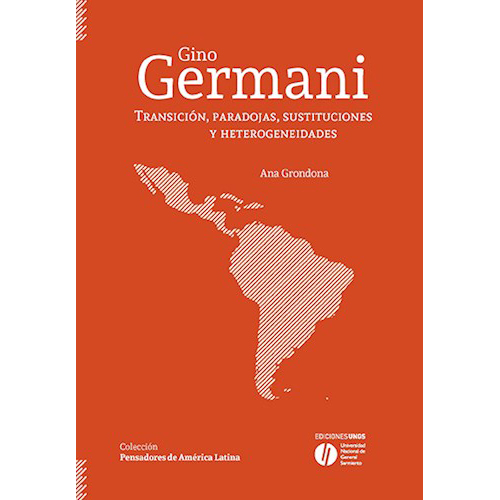 Gino
Germani
Transición, paradojas, sustituciones
y heterogeneidades
Ana Grondona
Colección
Pensadores de América Latina
EDICIONES UNGS
Universidad
Nacional de
General
Sarmiento